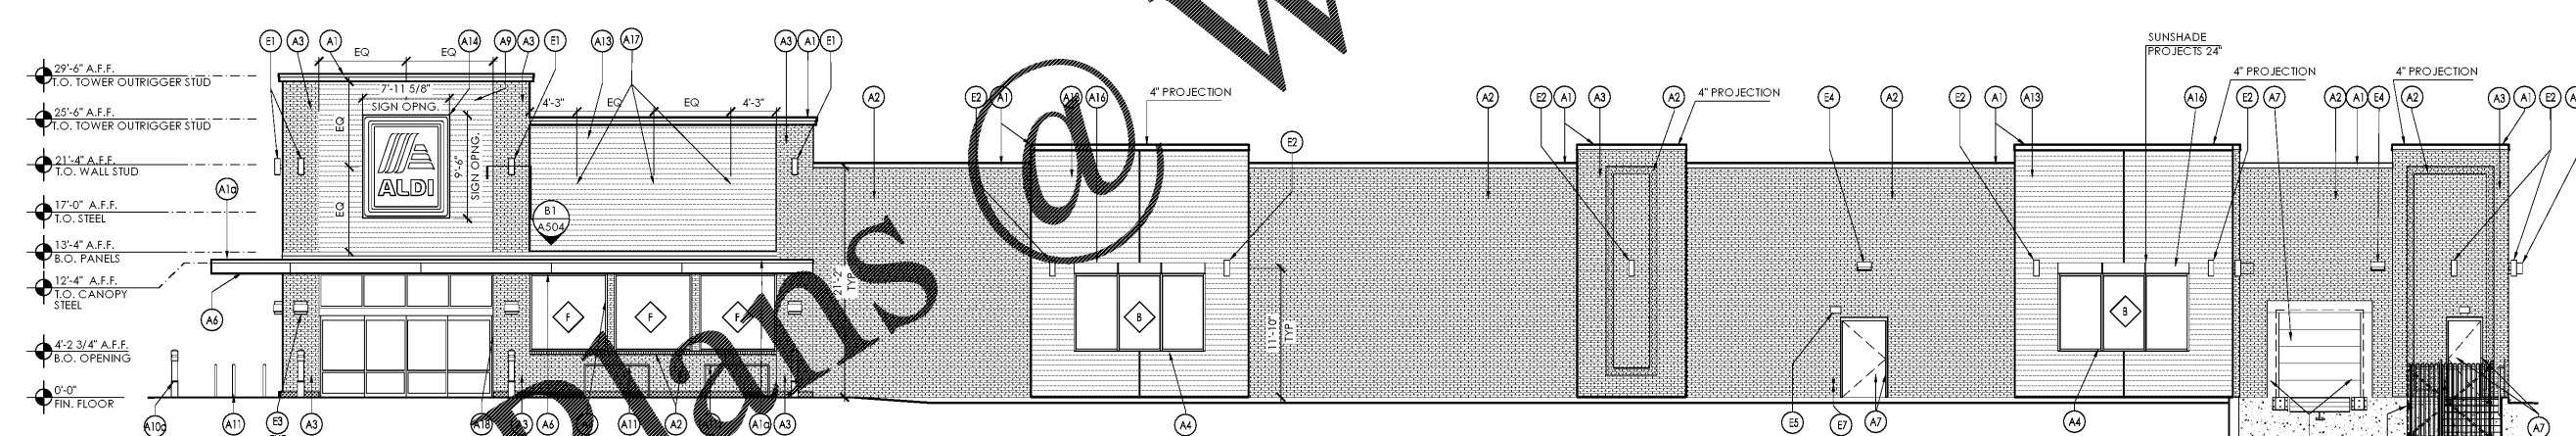 E1 A3 A1 EQ EQ A14 A9 A3 E1 A13 A17 A3 A1 E1
SUNSHADE
PROJECTS 24"
29'-6" A.F.F.
T.O. TOWER OUTRIGGER STUD
7'-11 5/8"
SIGN OPNG.
4'-3" EQ EQ 4'-3"
A2 E2 A1 A16 4" PROJECTION A2 E2 A1 A3 A2 4" PROJECTION E4 A2 E2 A1 A13 A16 4" PROJECTION E2 A7 A2 A1 E4 4" PROJECTION A2 A3 A1 E2
25'-6" A.F.F.
T.O. TOWER OUTRIGGER STUD
EQ
9'-6"
SIGN OPNG.
E2
21'-4" A.F.F.
T.O. WALL STUD
ALDI
A1a
17'-0" A.F.F.
T.O. STEEL
EQ
B1
A504
13'-4" A.F.F.
B.O. PANELS
12'-4" A.F.F.
T.O. CANOPY
STEEL
21'-2"
TYP
A6
F F F
B
B
11'-10"
TYP
4'-2 3/4" A.F.F.
B.O. OPENING
0'-0"
FIN. FLOOR
A10a A11 E3 A3 A18 A3 A6 A11 A2 A1a A3 A4 E5 E7 A7 A4 A7
Plans @ W